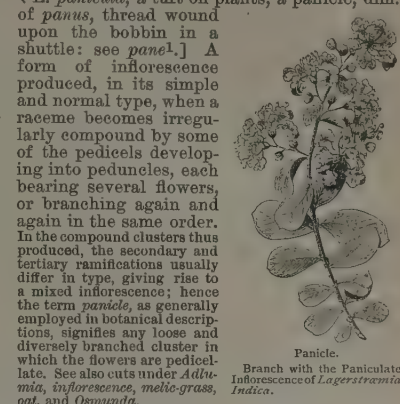 of panus, thread wound
upon the bobbin in a
shuttle: see pane¹.] A
form of inflorescence
produced, in its simple
and normal type, when a
raceme becomes irregu-
larly compound by some
of the pedicels develop-
ing into peduncles, each
bearing several flowers,
or branching again and
again in the same order.
In the compound clusters thus
produced, the secondary and
tertiary ramifications usually
differ in type, giving rise to
a mixed inflorescence; hence
the term panicle, as generally
employed in botanical descrip-
tions, signifies any loose and
diversely branched cluster in
which the flowers are pedicel-
late. See also cuts under Adlu-
mia, inflorescence, melic-grass,
oat, and Osmunda.
Panicle.
Branch with the Paniculate
Inflorescence of Lagerstrœmia
Indica.